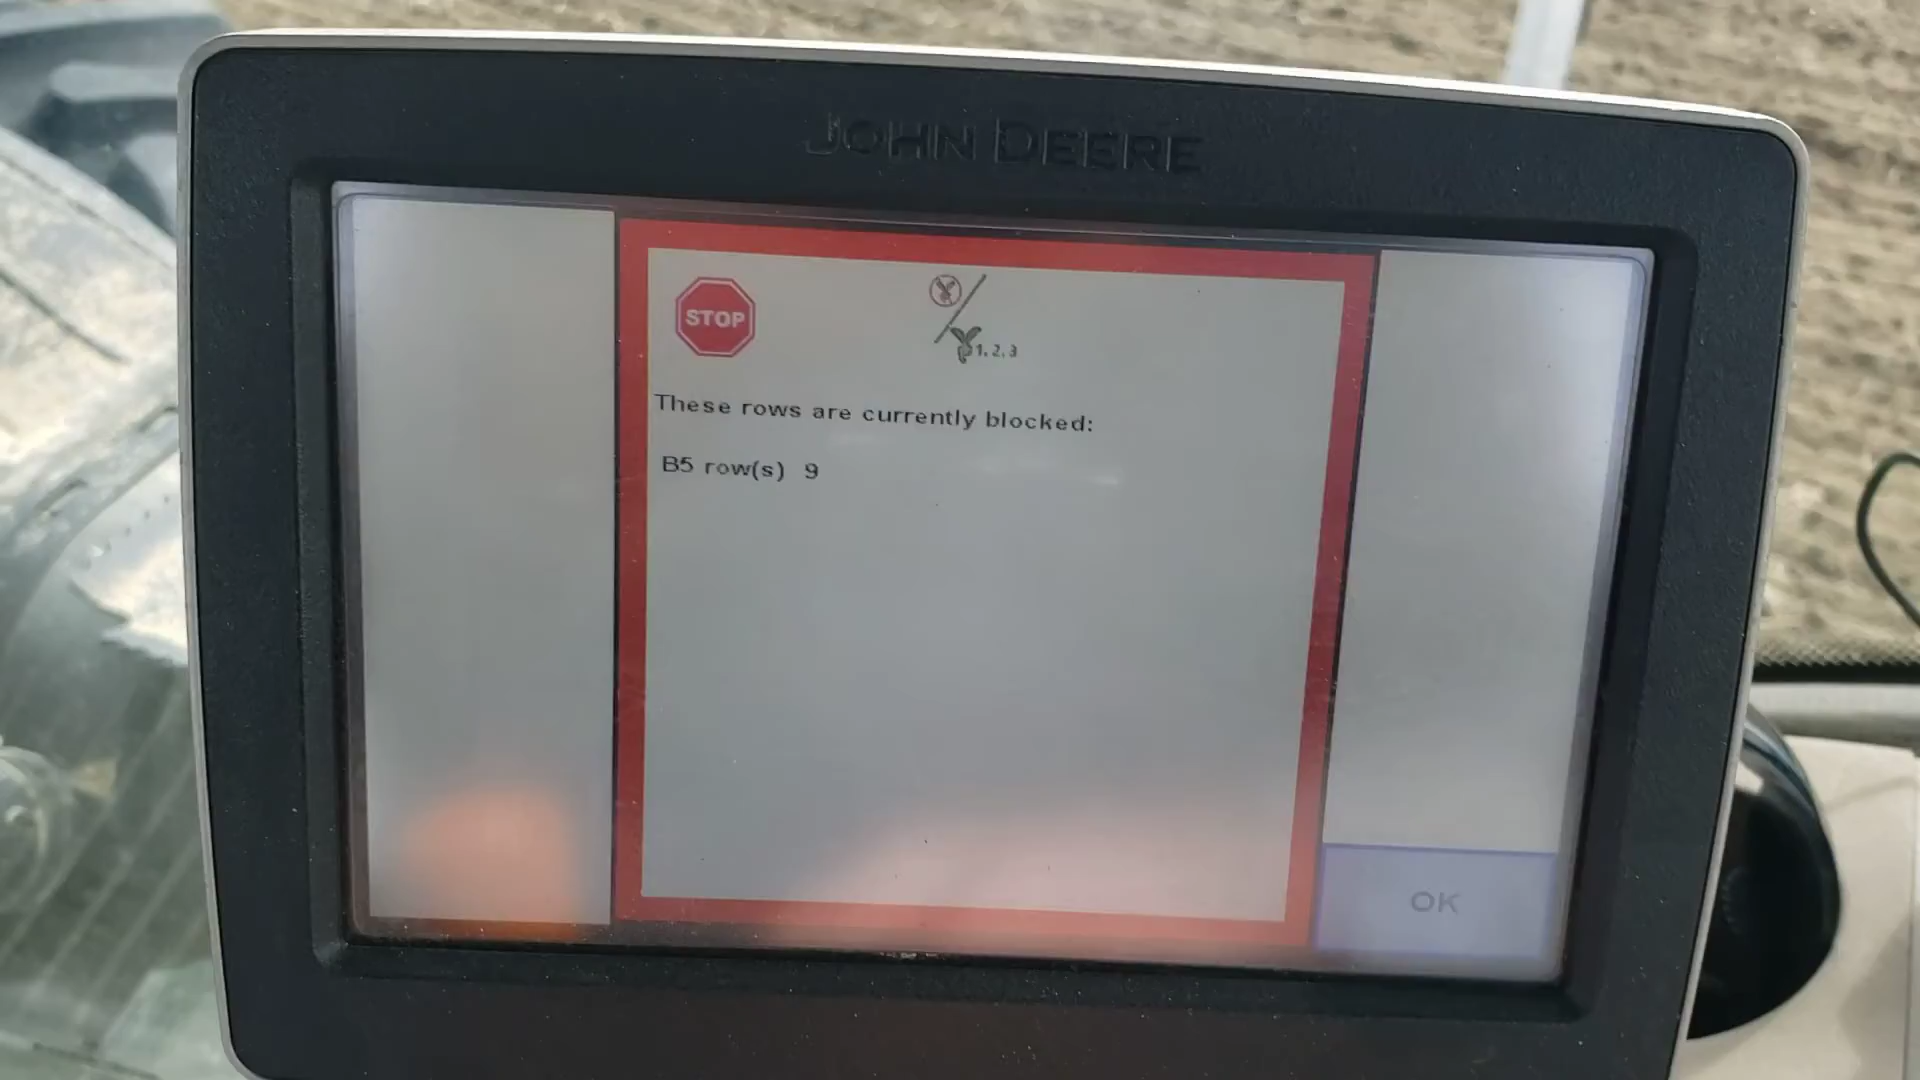 JOHN DEERE
STOP
1, 2, 3
These rows are currently blocked:
B5 row(s) 9
OK